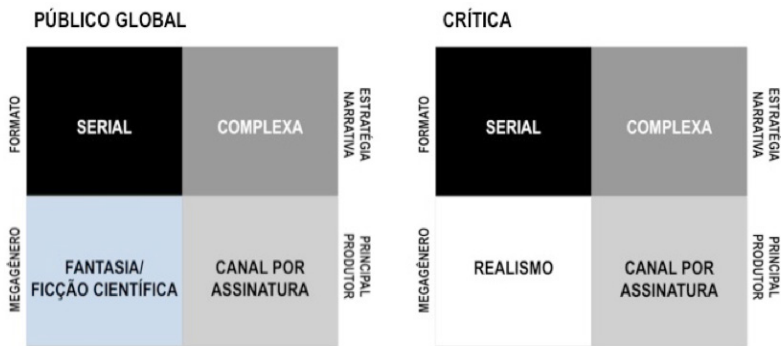 PÚBLICO GLOBAL
FORMATO
SERIAL
COMPLEXA
ESTRATÉGIA
NARRATIVA
MEGAGÊNERO
FANTASIA/
FICÇÃO CIENTÍFICA
CANAL POR
ASSINATURA
PRINCIPAL
PRODUTOR
CRÍTICA
FORMATO
SERIAL
COMPLEXA
ESTRATÉGIA
NARRATIVA
MEGAGÊNERO
REALISMO
CANAL POR
ASSINATURA
PRINCIPAL
PRODUTOR